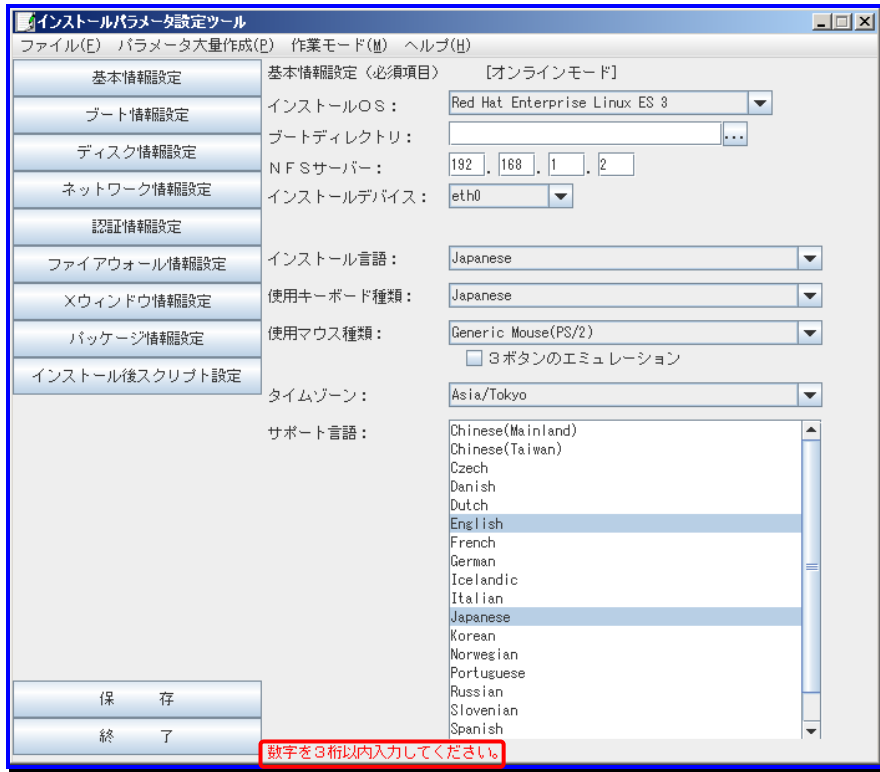 インストールパラメータ設定ツール
ファイル(F) パラメータ大量作成(P) 作業モード(M) ヘルプ(H)
基本情報設定
ブート情報設定
ディスク情報設定
ネットワーク情報設定
認証情報設定
ファイアウォール情報設定
Xウィンドウ情報設定
パッケージ情報設定
インストール後スクリプト設定
保 存
終 了
基本情報設定(必須項目) [オンラインモード]
インストールOS: Red Hat Enterprise Linux ES 3
ブートディレクトリ: ...
NFSサーバー: 192 . 168 . 1 . 2
インストールデバイス: eth0
インストール言語: Japanese
使用キーボード種類: Japanese
使用マウス種類: Generic Mouse(PS/2)
3ボタンのエミュレーション
タイムゾーン: Asia/Tokyo
サポート言語: Chinese(Mainland)
Chinese(Taiwan)
Czech
Danish
Dutch
English
French
German
Icelandic
Italian
Japanese
Korean
Norwegian
Portuguese
Russian
Slovenian
Spanish
数字を3桁以内入力してください。